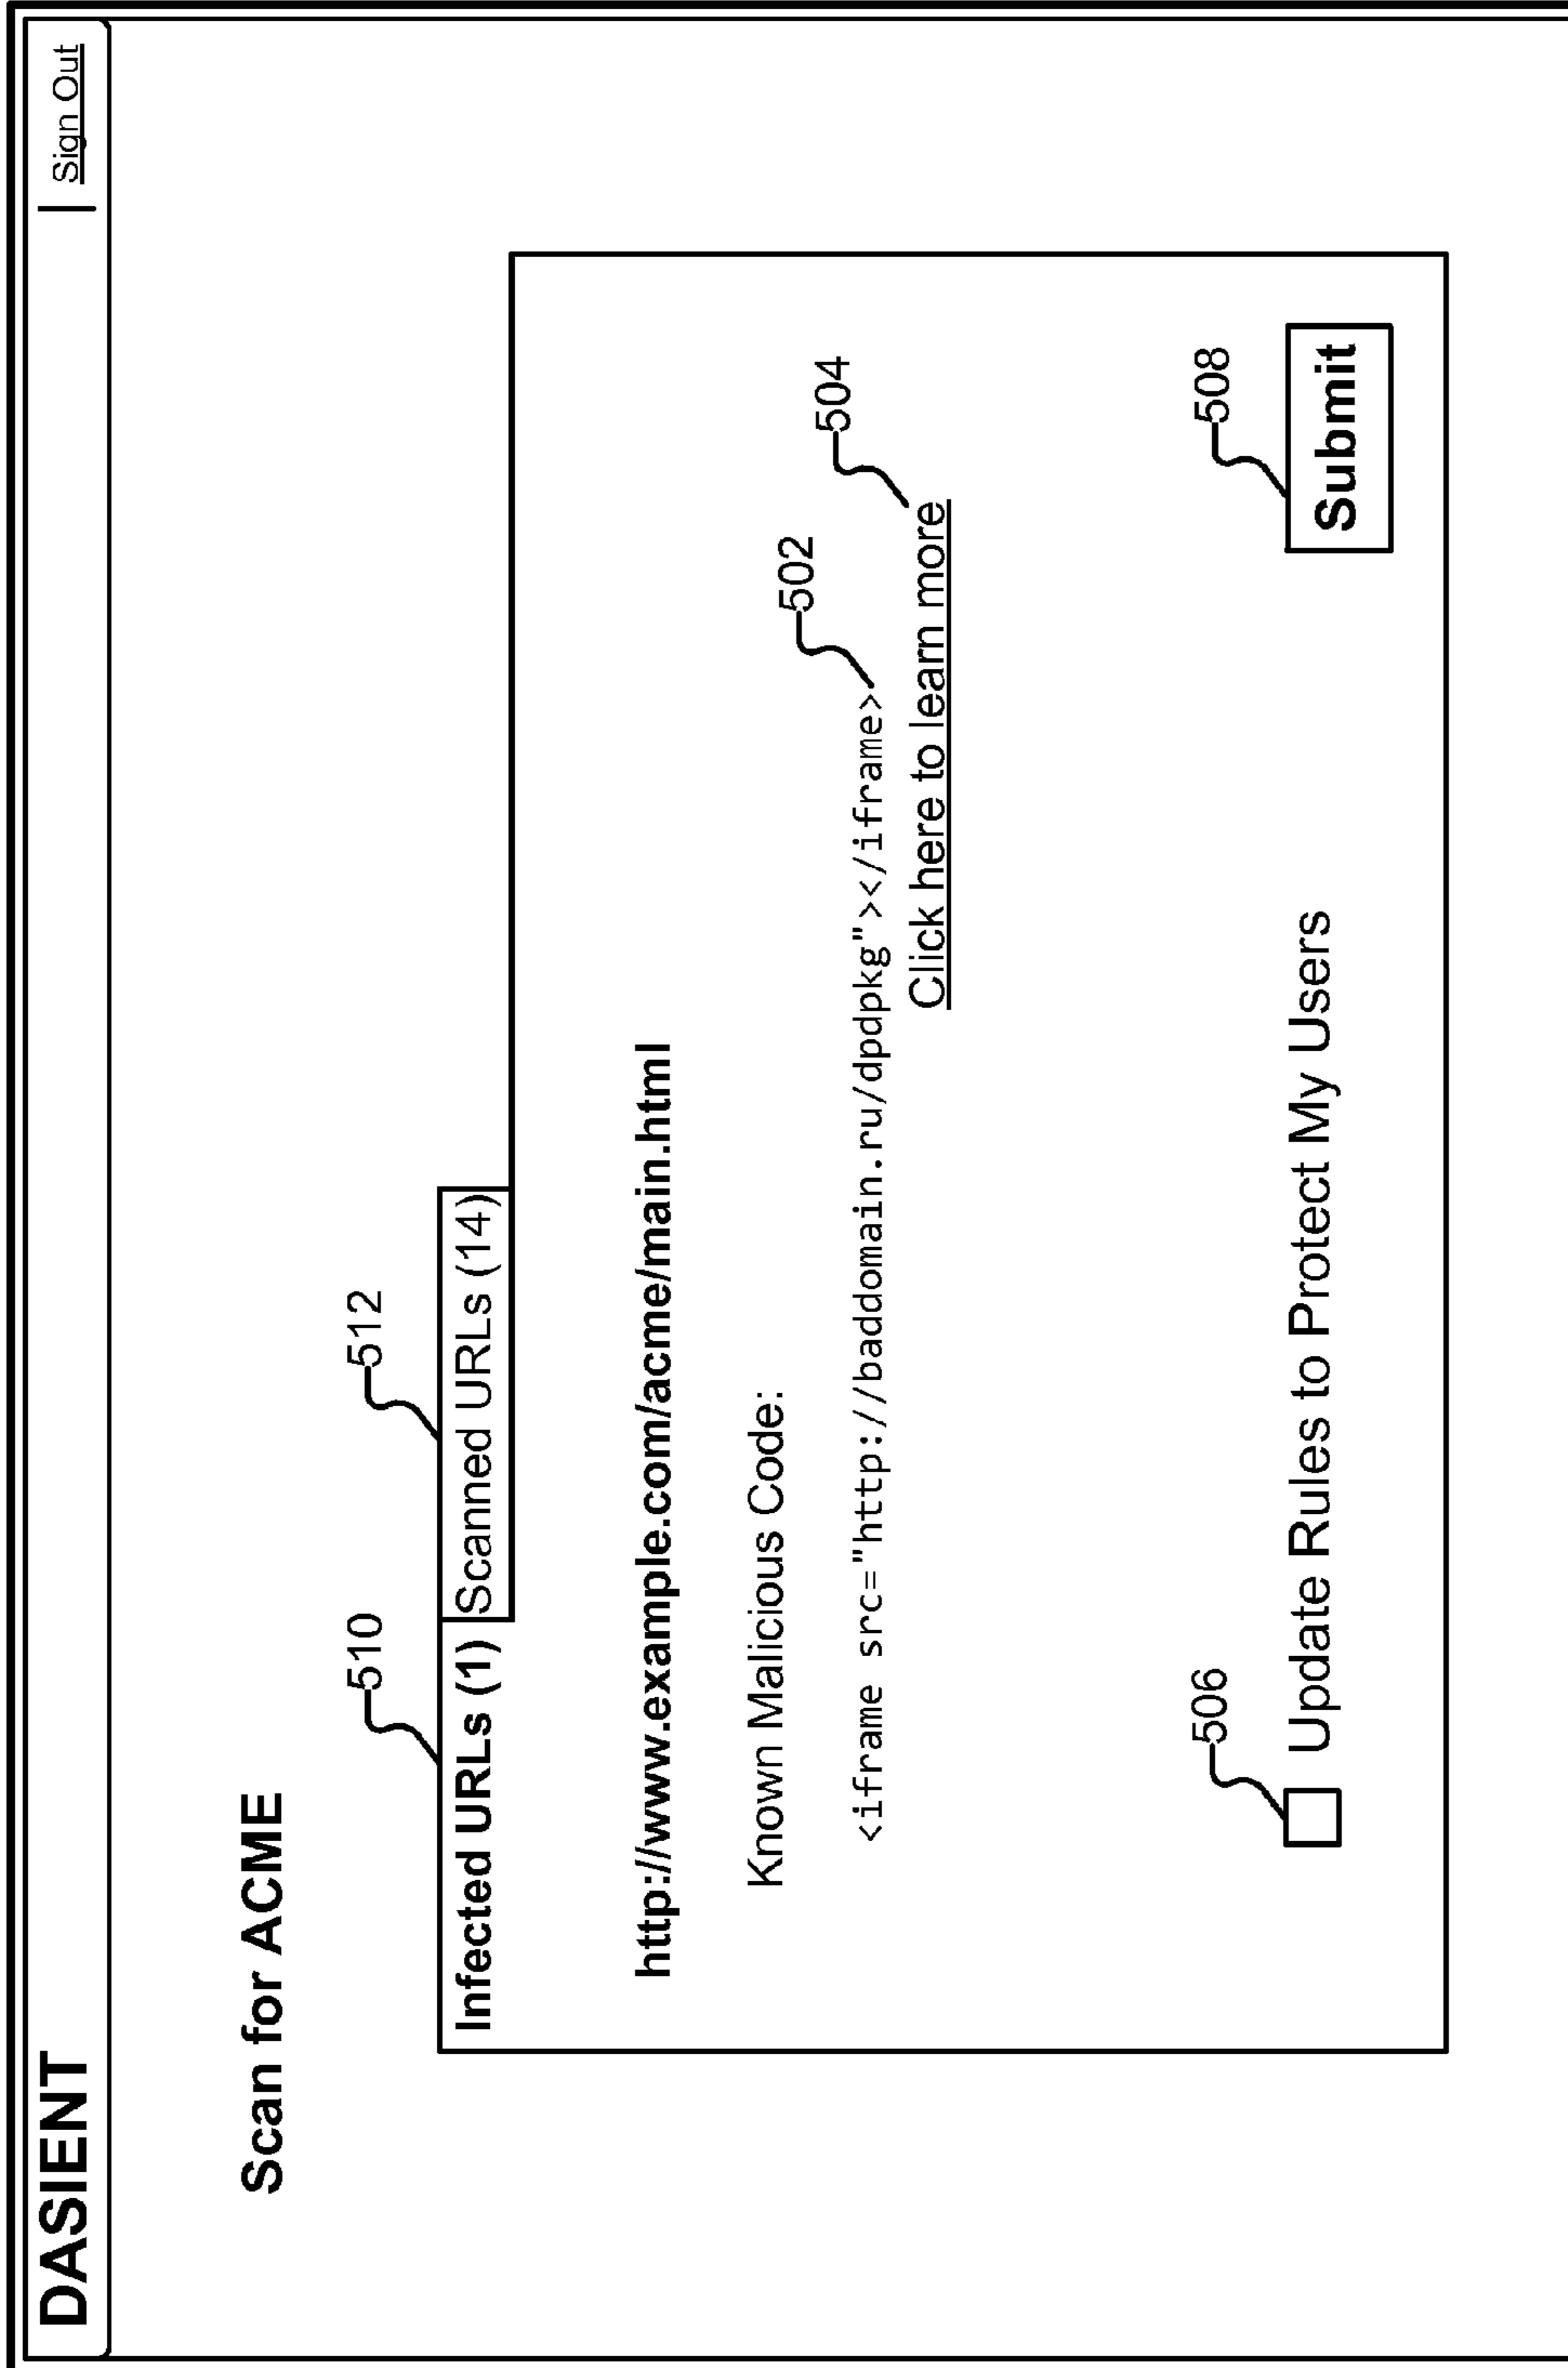 DASIENT
| Sign Out
Scan for ACME
510
512
Infected URLs (1)
Scanned URLs (14)
http://www.example.com/acme/main.html
Known Malicious Code:
502
<iframe src="http://baddomain.ru/dpdpkg"></iframe>
504
Click here to learn more
506
Update Rules to Protect My Users
508
Submit